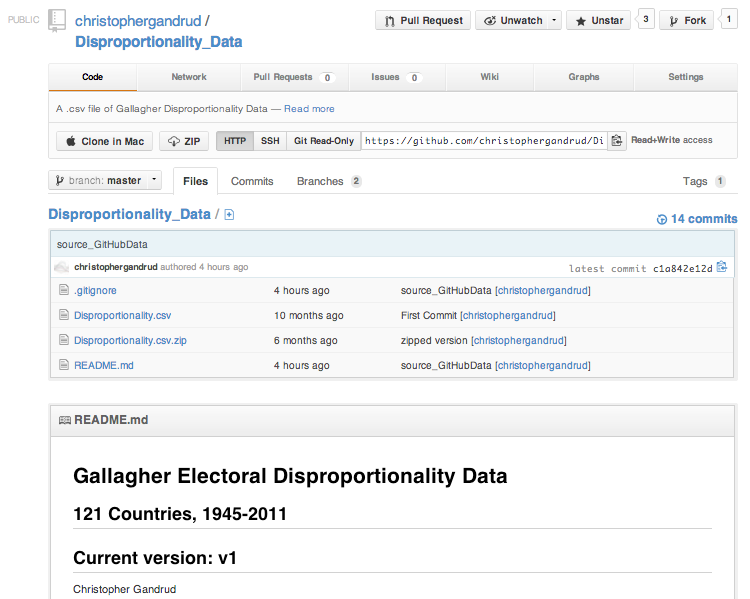 PUBLIC christophergandrud / Pull Request Unwatch Unstar 3 Fork 1
Disproportionality_Data
Code Network Pull Requests 0 Issues 0 Wiki Graphs Settings
A .csv file of Gallagher Disproportionality Data — Read more
Clone in Mac ZIP HTTP SSH Git Read-Only https://github.com/christophergandrud/Di Read+Write access
branch: master Files Commits Branches 2 Tags 1
Disproportionality_Data / 14 commits
source_GitHubData
christophergandrud authored 4 hours ago latest commit c1a842e12d
.gitignore 4 hours ago source_GitHubData [christophergandrud]
Disproportionality.csv 10 months ago First Commit [christophergandrud]
Disproportionality.csv.zip 6 months ago zipped version [christophergandrud]
README.md 4 hours ago source_GitHubData [christophergandrud]
README.md
Gallagher Electoral Disproportionality Data
121 Countries, 1945-2011
Current version: v1
Christopher Gandrud